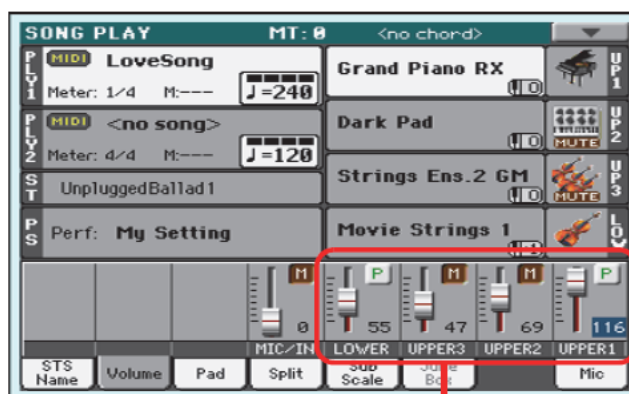 SONG PLAY MT: 0 <no chord>
PLY1 MIDI LoveSong
Meter: 1/4 M:--- ♩=240
Grand Piano RX 0 UP1
PLY2 MIDI <no song>
Meter: 4/4 M:--- ♩=120
Dark Pad 0 MUTE UP2
ST UnpluggedBallad1
Strings Ens.2 GM 0 MUTE UP3
PS Perf: My Setting
Movie Strings 1 LOW
M P M M P
0 55 47 69 116
MIC/IN LOWER UPPER3 UPPER2 UPPER1
STS Name Volume Pad Split Sub Scale Mic